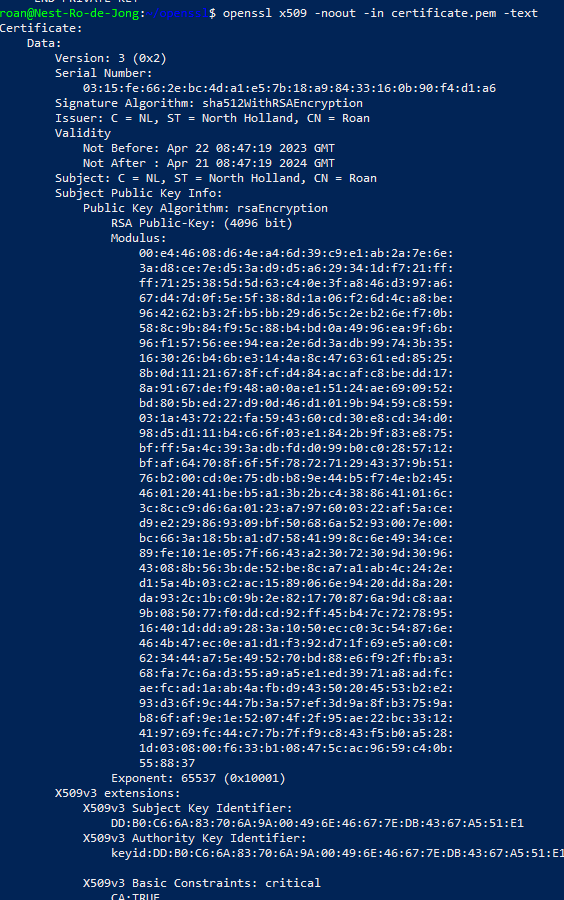 roan@Nest-Ro-de-Jong:~/openssl$ openssl x509 -noout -in certificate.pem -text
Certificate:
Data:
Version: 3 (0x2)
Serial Number:
03:15:fe:66:2e:bc:4d:a1:e5:7b:18:a9:84:33:16:0b:90:f4:d1:a6
Signature Algorithm: sha512WithRSAEncryption
Issuer: C = NL, ST = North Holland, CN = Roan
Validity
Not Before: Apr 22 08:47:19 2023 GMT
Not After : Apr 21 08:47:19 2024 GMT
Subject: C = NL, ST = North Holland, CN = Roan
Subject Public Key Info:
Public Key Algorithm: rsaEncryption
RSA Public-Key: (4096 bit)
Modulus:
00:e4:46:08:d6:4e:a4:6d:39:c9:e1:ab:2a:7e:6e:
3a:d8:ce:7e:d5:3a:d9:d5:a6:29:34:1d:f7:21:ff:
ff:71:25:38:5d:5d:63:c4:0e:3f:a8:46:d3:97:a6:
67:d4:7d:0f:5e:5f:38:8d:1a:06:f2:6d:4c:a8:be:
96:42:62:b3:2f:b5:bb:29:d6:5c:2e:b2:6e:f7:0b:
58:8c:9b:84:f9:5c:88:b4:bd:0a:49:96:ea:9f:6b:
96:f1:57:56:ee:94:ea:2e:6d:3a:db:99:74:3b:35:
16:30:26:b4:6b:e3:14:4a:8c:47:63:61:ed:85:25:
8b:0d:11:21:67:8f:cf:d4:84:ac:af:c8:be:dd:17:
8a:91:67:de:f9:48:a0:0a:e1:51:24:ae:69:09:52:
bd:80:5b:ed:27:d9:0d:46:d1:01:9b:94:59:c8:59:
03:1a:43:72:22:fa:59:43:60:cd:30:e8:cd:34:d0:
98:d5:d1:11:b4:c6:6f:03:e1:84:2b:9f:83:e8:75:
bf:ff:5a:4c:39:3a:db:fd:d0:99:b0:c0:28:57:12:
bf:af:64:70:8f:6f:5f:78:72:71:29:43:37:9b:51:
76:b2:00:cd:0e:75:db:b8:9e:44:b5:f7:4e:b2:45:
46:01:20:41:be:b5:a1:3b:2b:c4:38:86:41:01:6c:
3c:8c:c9:d6:6a:01:23:a7:97:60:03:22:af:5a:ce:
d9:e2:29:86:93:09:bf:50:68:6a:52:93:00:7e:00:
bc:66:3a:18:5b:a1:d7:58:41:99:8c:6e:49:34:ce:
89:fe:10:1e:05:7f:66:43:a2:30:72:30:9d:30:96:
43:08:8b:56:3b:de:52:be:8c:a7:a1:ab:4c:24:2e:
d1:5a:4b:03:c2:ac:15:89:06:6e:94:20:dd:8a:20:
da:93:2c:1b:c0:9b:2e:82:17:70:87:6a:9d:c8:aa:
9b:08:50:77:f0:dd:cd:92:ff:45:b4:7c:72:78:95:
16:40:1d:dd:a9:28:3a:10:50:ec:c0:3c:54:87:6e:
46:4b:47:ec:0e:a1:d1:f3:92:d7:1f:69:e5:a0:c0:
62:34:44:a7:5e:49:52:70:bd:88:e6:f9:2f:fb:a3:
68:fa:7c:6a:d3:55:a9:a5:e1:ed:39:71:a8:ad:fc:
ae:fc:ad:1a:ab:4a:fb:d9:43:50:20:45:53:b2:e2:
93:d3:6f:9c:44:7b:3a:57:ef:3d:9a:8f:b3:75:9a:
b8:6f:af:9e:1e:52:07:4f:2f:95:ae:22:bc:33:12:
41:97:69:fc:44:c7:7b:7f:f9:c8:43:f5:b0:a5:28:
1d:03:08:00:f6:33:b1:08:47:5c:ac:96:59:c4:0b:
55:88:37
Exponent: 65537 (0x10001)
X509v3 extensions:
X509v3 Subject Key Identifier:
DD:B0:C6:6A:83:70:6A:9A:00:49:6E:46:67:7E:DB:43:67:A5:51:E1
X509v3 Authority Key Identifier:
keyid:DD:B0:C6:6A:83:70:6A:9A:00:49:6E:46:67:7E:DB:43:67:A5:51:E1
X509v3 Basic Constraints: critical
CA:TRUE